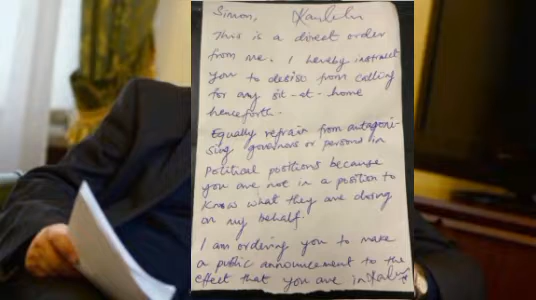 Simon,
This is a direct order
from me. I hereby instruct
you to desist from calling
for any sit-at-home
henceforth.
Equally refrain from antagoni-
sing governors or persons in
political positions because
you are not in a position to
know what they are doing
on my behalf.
I am ordering you to make
a public announcement to the
effect that you are in